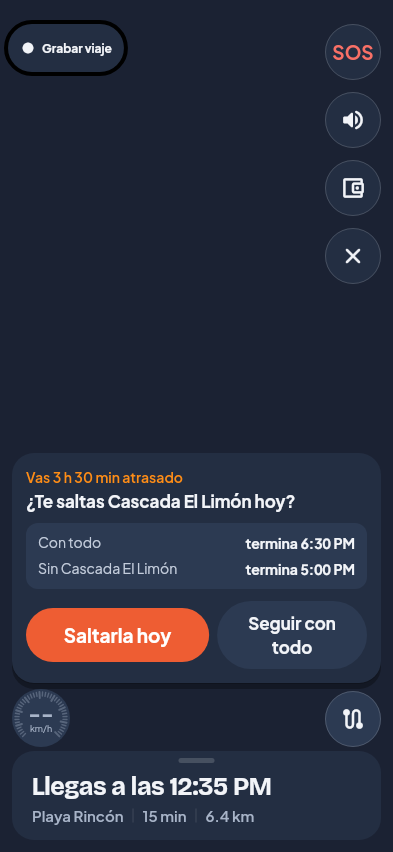 Grabar viaje
SOS
Vas 3 h 30 min atrasado
¿Te saltas Cascada El Limón hoy?
Con todo termina 6:30 PM
Sin Cascada El Limón termina 5:00 PM
Saltarla hoy
Seguir con
todo
-- 
km/h
Llegas a las 12:35 PM
Playa Rincón | 15 min | 6.4 km